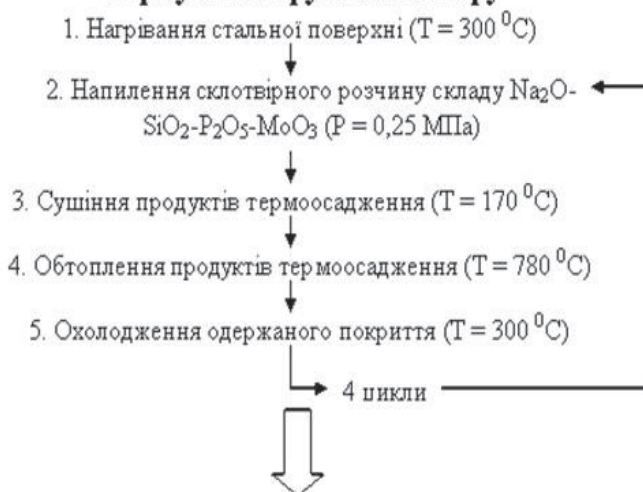 1. Нагрівання стальної поверхні (Т = 300 ⁰С)
2. Напилення склотвірного розчину складу Na₂O-
SiO₂-P₂O₅-MoO₃ (Р = 0,25 МПа)
3. Сушіння продуктів термоосадження (Т = 170 ⁰С)
4. Обтоплення продуктів термоосадження (Т = 780 ⁰С)
5. Охолодження одержаного покриття (Т = 300 ⁰С)
4 цикли